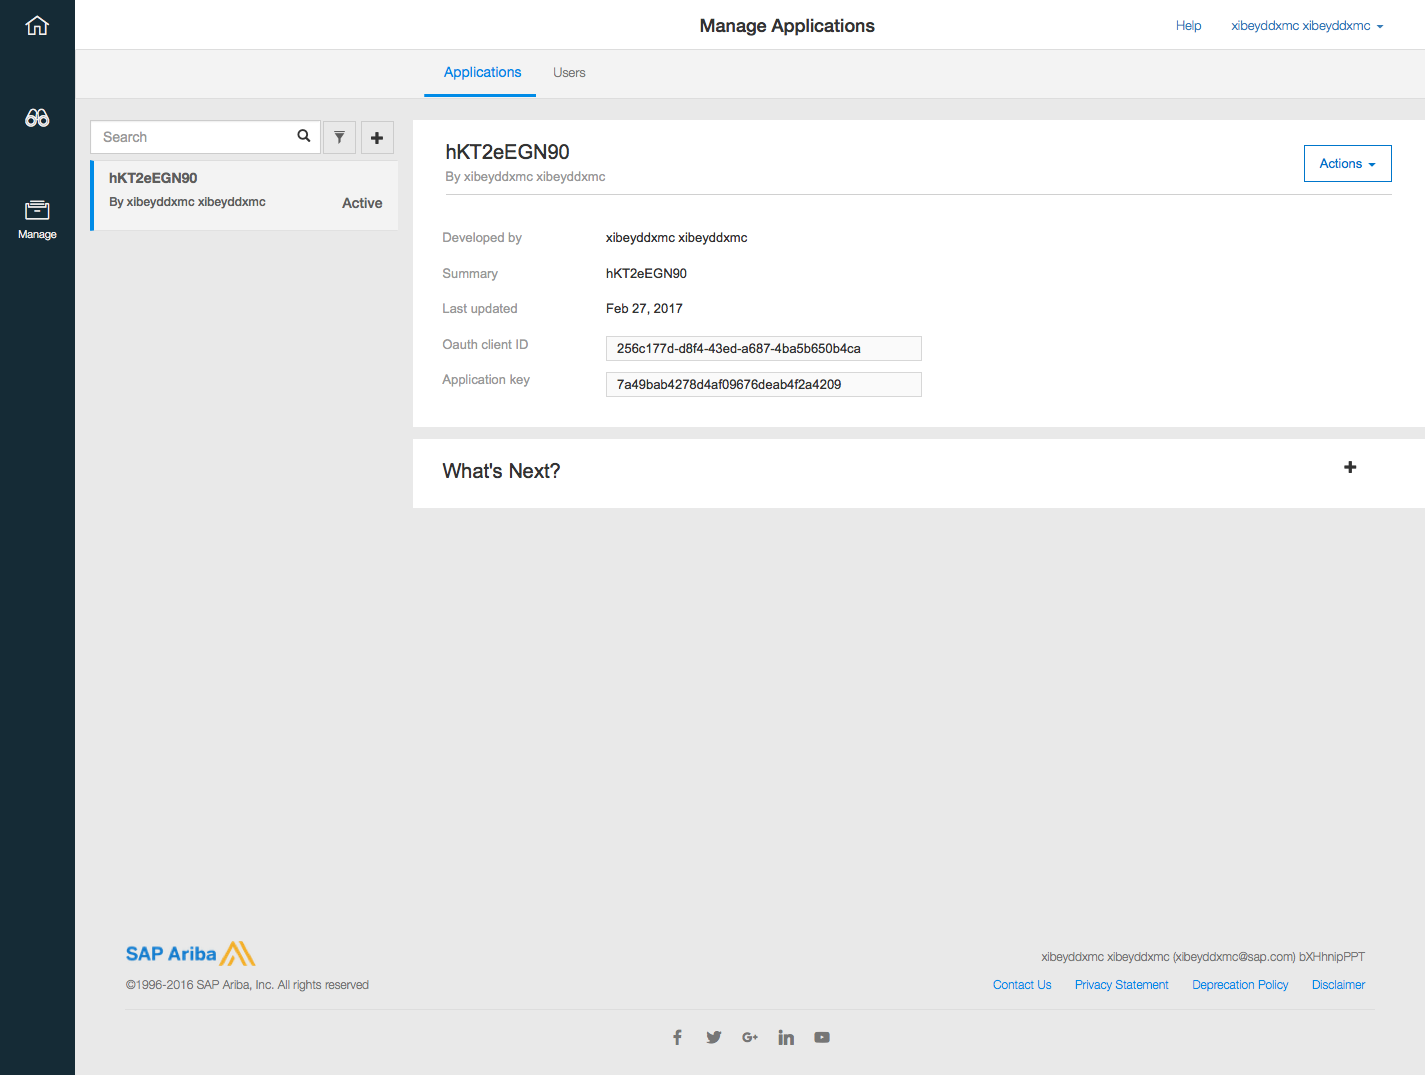 Manage Applications
Help
xibeyddxmc xibeyddxmc
Applications
Users
Manage
Search
hKT2eEGN90
By xibeyddxmc xibeyddxmc
Active
hKT2eEGN90
By xibeyddxmc xibeyddxmc
Actions
Developed by
xibeyddxmc xibeyddxmc
Summary
hKT2eEGN90
Last updated
Feb 27, 2017
Oauth client ID
256c177d-d8f4-43ed-a687-4ba5b650b4ca
Application key
7a49bab4278d4af09676deab4f2a4209
What's Next?
SAP Ariba
©1996-2016 SAP Ariba, Inc. All rights reserved
xibeyddxmc xibeyddxmc (xibeyddxmc@sap.com) bXHhnipPPT
Contact Us
Privacy Statement
Deprecation Policy
Disclaimer